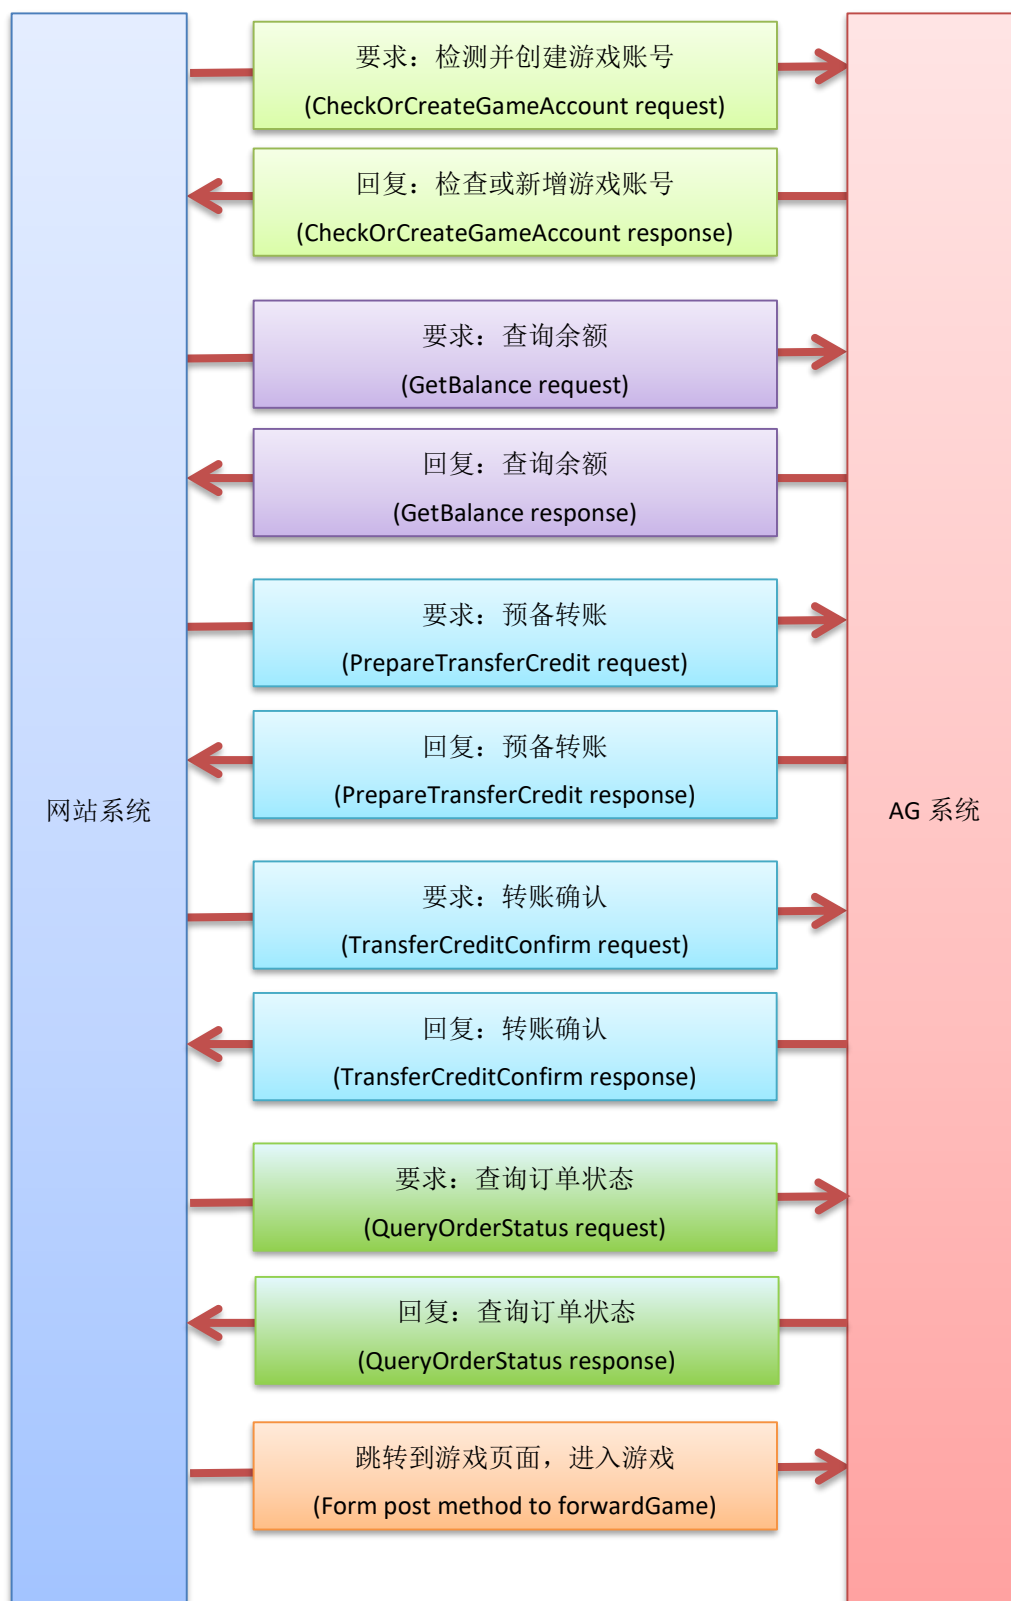 要求：检测并创建游戏账号
(CheckOrCreateGameAccount request)
回复：检查或新增游戏账号
(CheckOrCreateGameAccount response)
要求：查询余额
(GetBalance request)
回复：查询余额
(GetBalance response)
要求：预备转账
(PrepareTransferCredit request)
回复：预备转账
(PrepareTransferCredit response)
网站系统
AG 系统
要求：转账确认
(TransferCreditConfirm request)
回复：转账确认
(TransferCreditConfirm response)
要求：查询订单状态
(QueryOrderStatus request)
回复：查询订单状态
(QueryOrderStatus response)
跳转到游戏页面，进入游戏
(Form post method to forwardGame)